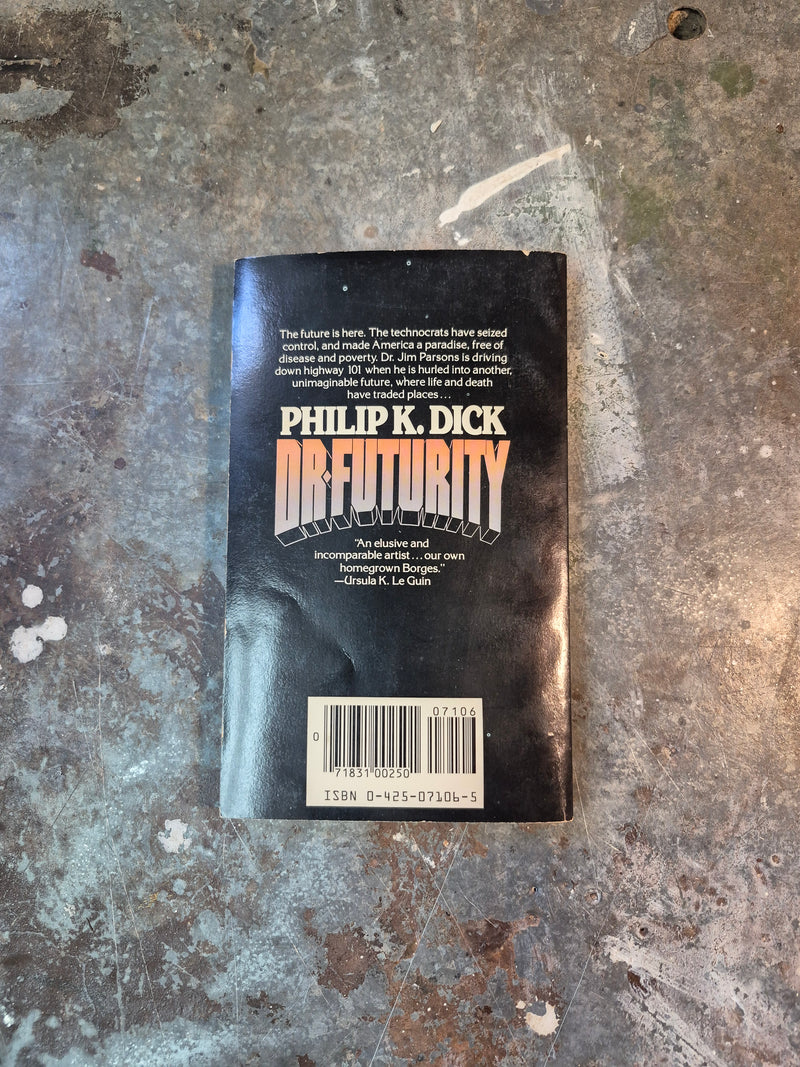 The future is here. The technocrats have seized
control, and made America a paradise, free of
disease and poverty. Dr. Jim Parsons is driving
down highway 101 when he is hurled into another,
unimaginable future, where life and death
have traded places...
PHILIP K. DICK
DR. FUTURITY
"An elusive and
incomparable artist...our own
homegrown Borges."
—Ursula K. Le Guin
07106
0
71831 00250
ISBN 0-425-07106-5